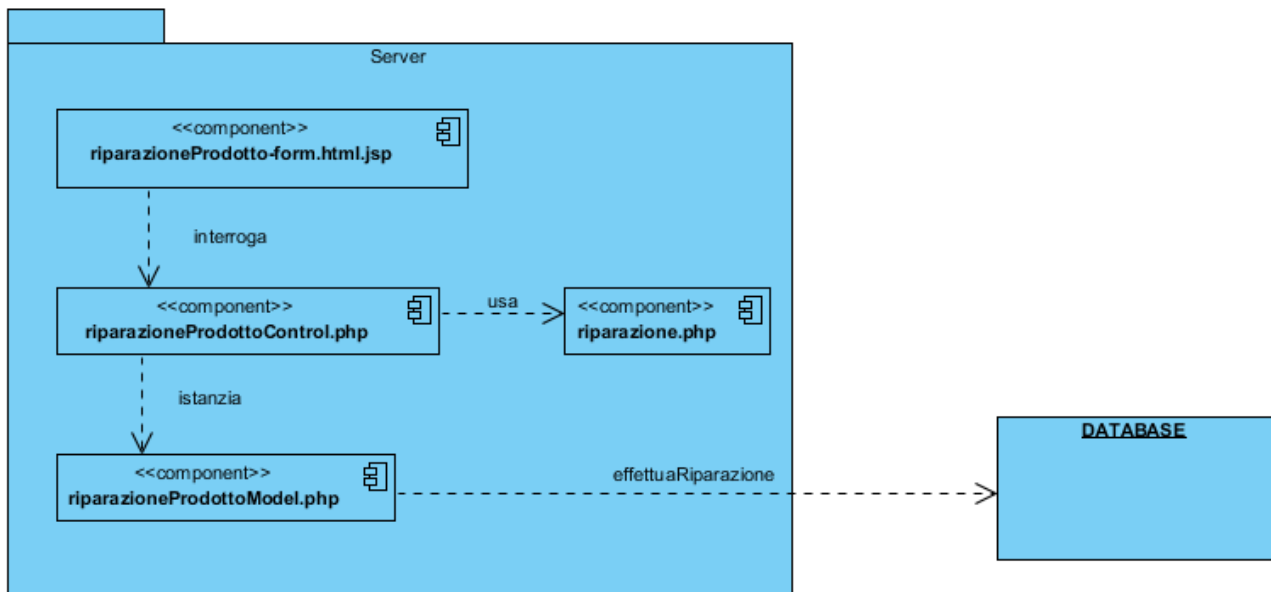 Server
<<component>>
riparazioneProdotto-form.html.jsp
interroga
<<component>>
riparazioneProdottoControl.php
usa
<<component>>
riparazione.php
istanzia
<<component>>
riparazioneProdottoModel.php
effettuaRiparazione
DATABASE